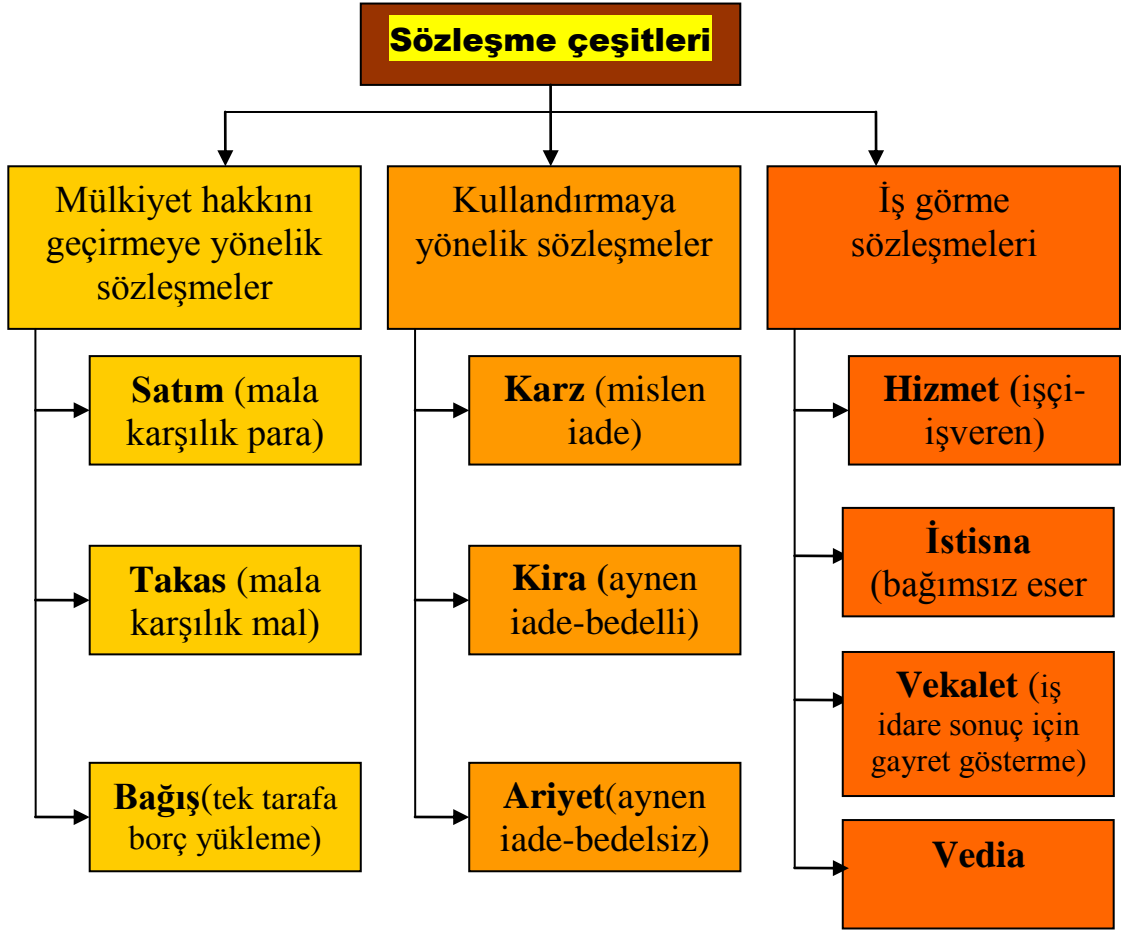 Sözleşme çeşitleri
Mülkiyet hakkını
geçirmeye yönelik
sözleşmeler
Satım (mala
karşılık para)
Takas (mala
karşılık mal)
Bağış(tek tarafa
borç yükleme)
Kullandırmaya
yönelik sözleşmeler
Karz (mislen
iade)
Kira (aynen
iade-bedelli)
Ariyet(aynen
iade-bedelsiz)
İş görme
sözleşmeleri
Hizmet (işçi-
işveren)
İstisna
(bağımsız eser
Vekalet (iş
idare sonuç için
gayret gösterme)
Vedia